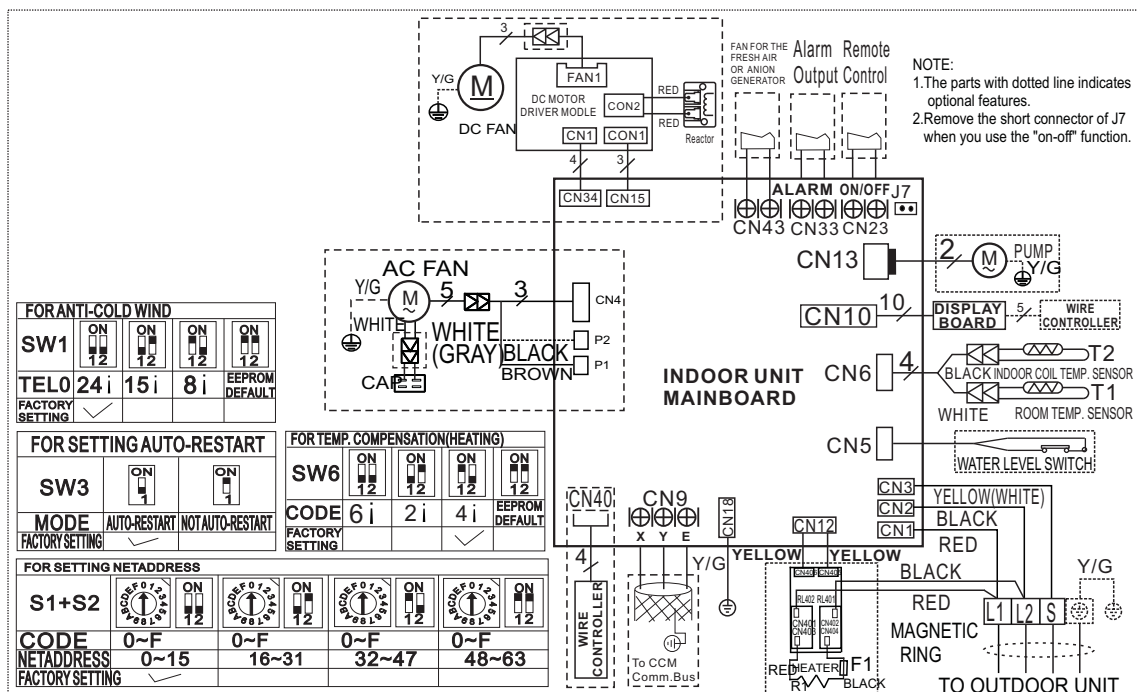 3
Y/G
M
DC FAN
FAN1
DC MOTOR
DRIVER MODLE
CON2
CN1
CON1
RED
RED
Reactor
4
3
CN34
CN15
FAN FOR THE
FRESH AIR
OR ANION
GENERATOR
Alarm
Output
Remote
Control
NOTE:
1.The parts with dotted line indicates
optional features.
2.Remove the short connector of J7
when you use the "on-off" function.
ALARM
ON/OFF
J7
CN43
CN33
CN23
CN13
2
M
PUMP
Y/G
CN10
10
DISPLAY
BOARD
5
WIRE
CONTROLLER
CN6
4
T2
BLACK
INDOOR COIL TEMP. SENSOR
T1
WHITE
ROOM TEMP. SENSOR
CN5
WATER LEVEL SWITCH
INDOOR UNIT
MAINBOARD
AC FAN
Y/G
M
5
3
CN4
WHITE
WHITE
(GRAY)
P2
BLACK
P1
BROWN
CAP
FOR ANTI-COLD WIND
SW1
ON
12
ON
12
ON
12
ON
12
TEL0
24¡
15¡
8¡
EEPROM
DEFAULT
FACTORY
SETTING
FOR SETTING AUTO-RESTART
SW3
ON
1
ON
1
MODE
AUTO-RESTART
NOT AUTO-RESTART
FACTORY SETTING
FOR TEMP. COMPENSATION(HEATING)
SW6
ON
12
ON
12
ON
12
ON
12
CODE
6¡
2¡
4¡
EEPROM
DEFAULT
FACTORY
SETTING
FOR SETTING NETADDRESS
S1+S2
0123456789ABCDEF
ON
12
0123456789ABCDEF
ON
12
0123456789ABCDEF
ON
12
0123456789ABCDEF
ON
12
CODE
0~F
0~F
0~F
0~F
NETADDRESS
0~15
16~31
32~47
48~63
FACTORY SETTING
CN40
4
WIRE
CONTROLLER
CN9
X Y E
Y/G
To CCM
Comm.Bus
CN18
YELLOW
CN12
YELLOW
RL402
RL401
CN401
CN403
CN402
CN404
RED
HEATER
F1
R1
BLACK
CN3
YELLOW(WHITE)
CN2
BLACK
CN1
RED
BLACK
RED
L1
L2
S
Y/G
MAGNETIC
RING
TO OUTDOOR UNIT